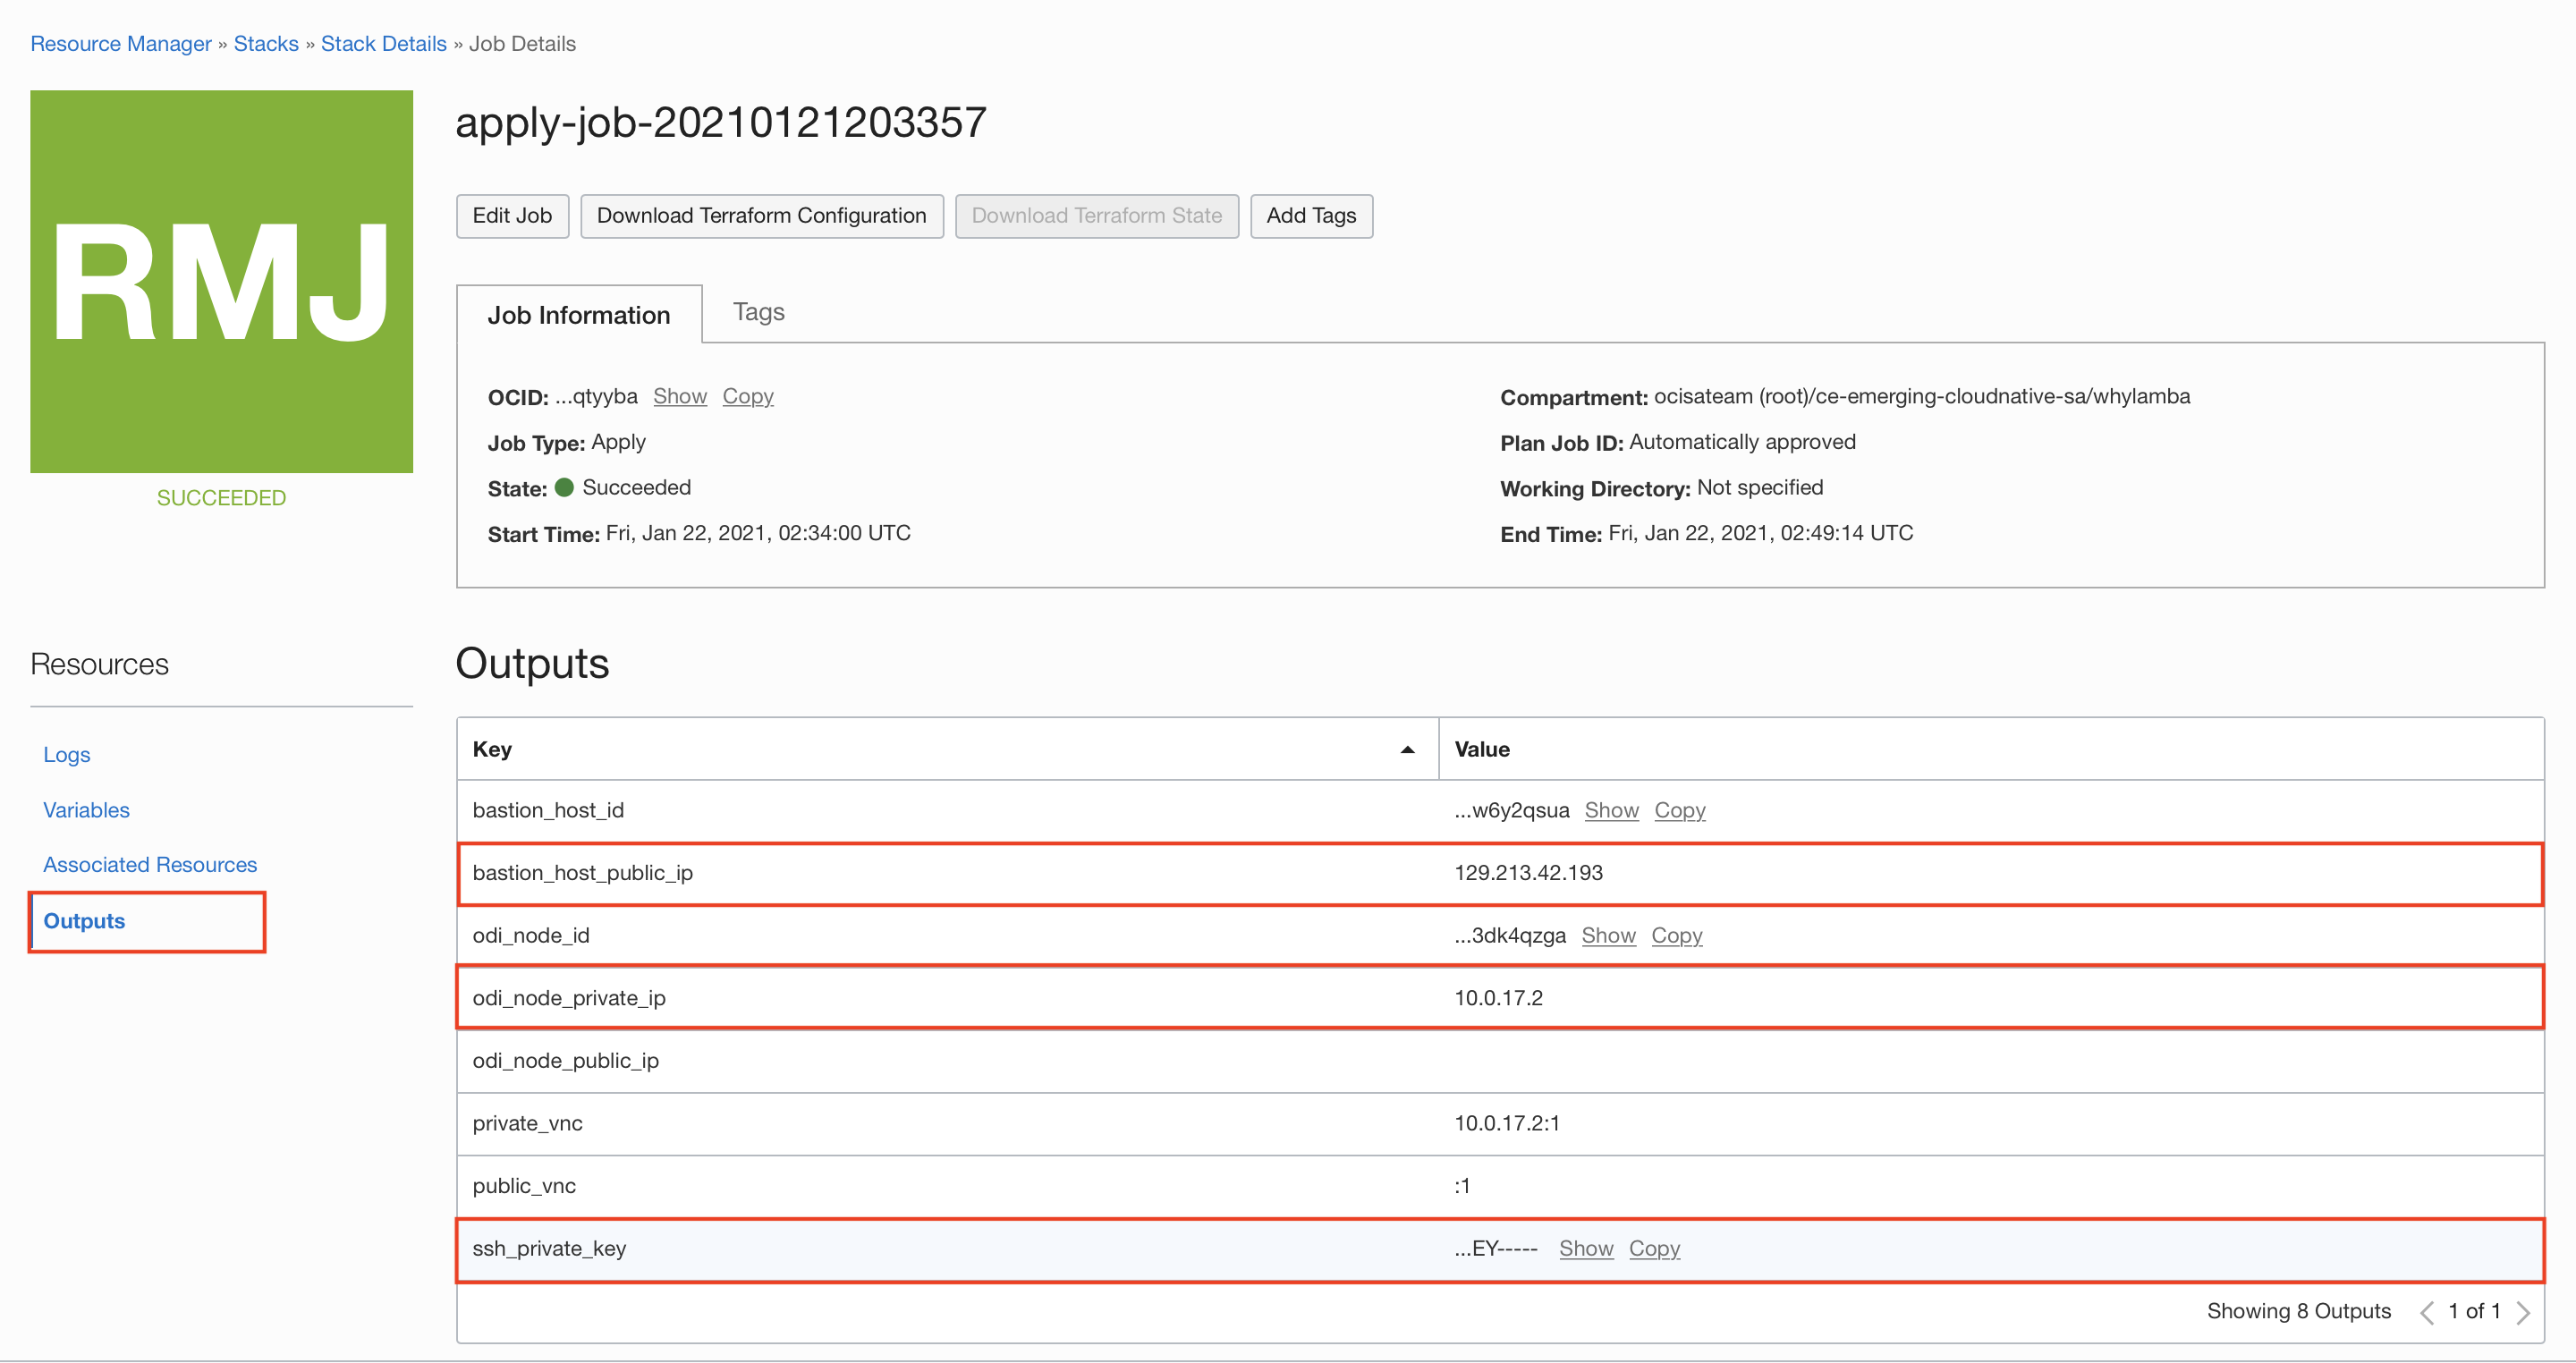 Resource Manager » Stacks » Stack Details » Job Details
RMJ
SUCCEEDED
apply-job-20210121203357
Edit Job Download Terraform Configuration Download Terraform State Add Tags
Job Information Tags
OCID: ...qtyyba Show Copy
Job Type: Apply
State: Succeeded
Start Time: Fri, Jan 22, 2021, 02:34:00 UTC
Compartment: ocisateam (root)/ce-emerging-cloudnative-sa/whylamba
Plan Job ID: Automatically approved
Working Directory: Not specified
End Time: Fri, Jan 22, 2021, 02:49:14 UTC
Resources
Logs
Variables
Associated Resources
Outputs
Outputs
Key Value
bastion_host_id ...w6y2qsua Show Copy
bastion_host_public_ip 129.213.42.193
odi_node_id ...3dk4qzga Show Copy
odi_node_private_ip 10.0.17.2
odi_node_public_ip
private_vnc 10.0.17.2:1
public_vnc :1
ssh_private_key ...EY----- Show Copy
Showing 8 Outputs 1 of 1